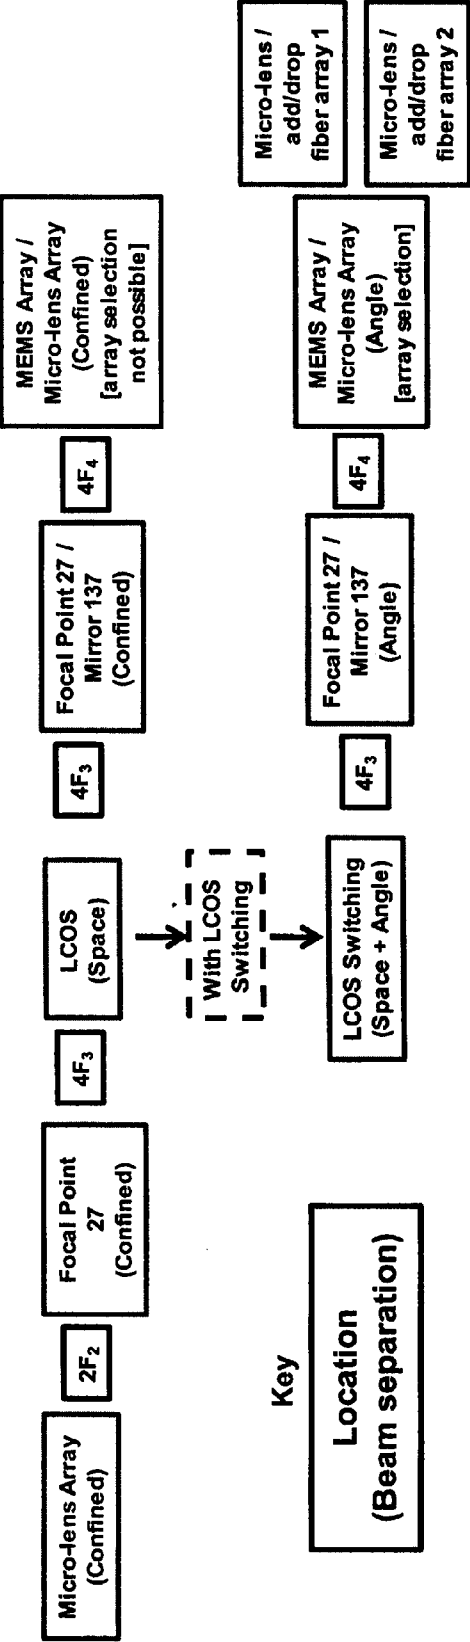 Micro-lens Array
(Confined)
2F₂
Focal Point
27
(Confined)
4F₃
LCOS
(Space)
4F₃
Focal Point 27 /
Mirror 137
(Confined)
4F₄
MEMS Array /
Micro-lens Array
(Confined)
[array selection
not possible]
With LCOS
Switching
LCOS Switching
(Space + Angle)
4F₃
Focal Point 27 /
Mirror 137
(Angle)
4F₄
MEMS Array /
Micro-lens Array
(Angle)
[array selection]
Micro-lens /
add/drop
fiber array 1
Micro-lens /
add/drop
fiber array 2
Key
Location
(Beam separation)